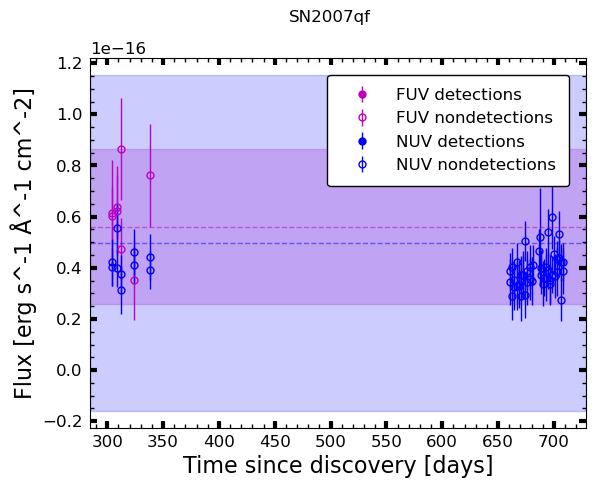 SN2007qf
1e−16
1.2
1.0
0.8
0.6
0.4
0.2
0.0
−0.2
Flux [erg s^-1 Å^-1 cm^-2]
FUV detections
FUV nondetections
NUV detections
NUV nondetections
300 350 400 450 500 550 600 650 700
Time since discovery [days]